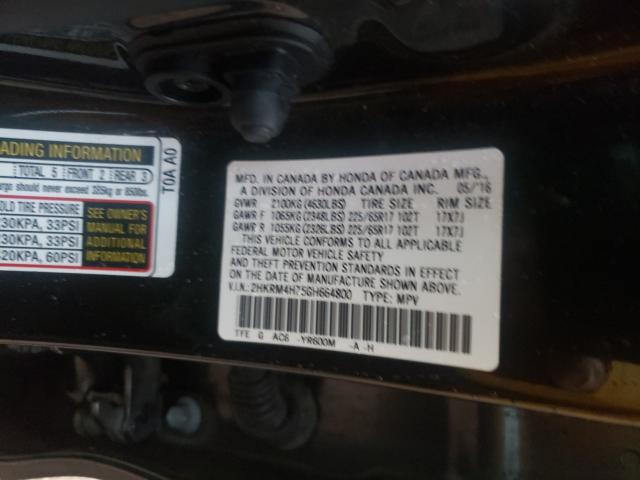 ADING INFORMATION
TOTAL 5 FRONT 2 REAR 3
argo should never exceed 385kg or 850lbs.
OLD TIRE PRESSURE
230KPA, 33PSI
230KPA, 33PSI
420KPA, 60PSI
SEE OWNER'S
MANUAL FOR
ADDITIONAL
INFORMATION
T0A A0
MFD. IN CANADA BY HONDA OF CANADA MFG.,
A DIVISION OF HONDA CANADA INC. 05/16
GVWR 2100KG (4630LBS) TIRE SIZE RIM SIZE
GAWR F 1065KG (2348LBS) 225/65R17 102T 17X7J
GAWR R 1055KG (2326LBS) 225/65R17 102T 17X7J
THIS VEHICLE CONFORMS TO ALL APPLICABLE
FEDERAL MOTOR VEHICLE SAFETY
AND THEFT PREVENTION STANDARDS IN EFFECT
ON THE DATE OF MANUFACTURE SHOWN ABOVE.
V.I.N.: 2HKRM4H75GH664800 TYPE: MPV
TFE G AC6 -YR600M -A -H